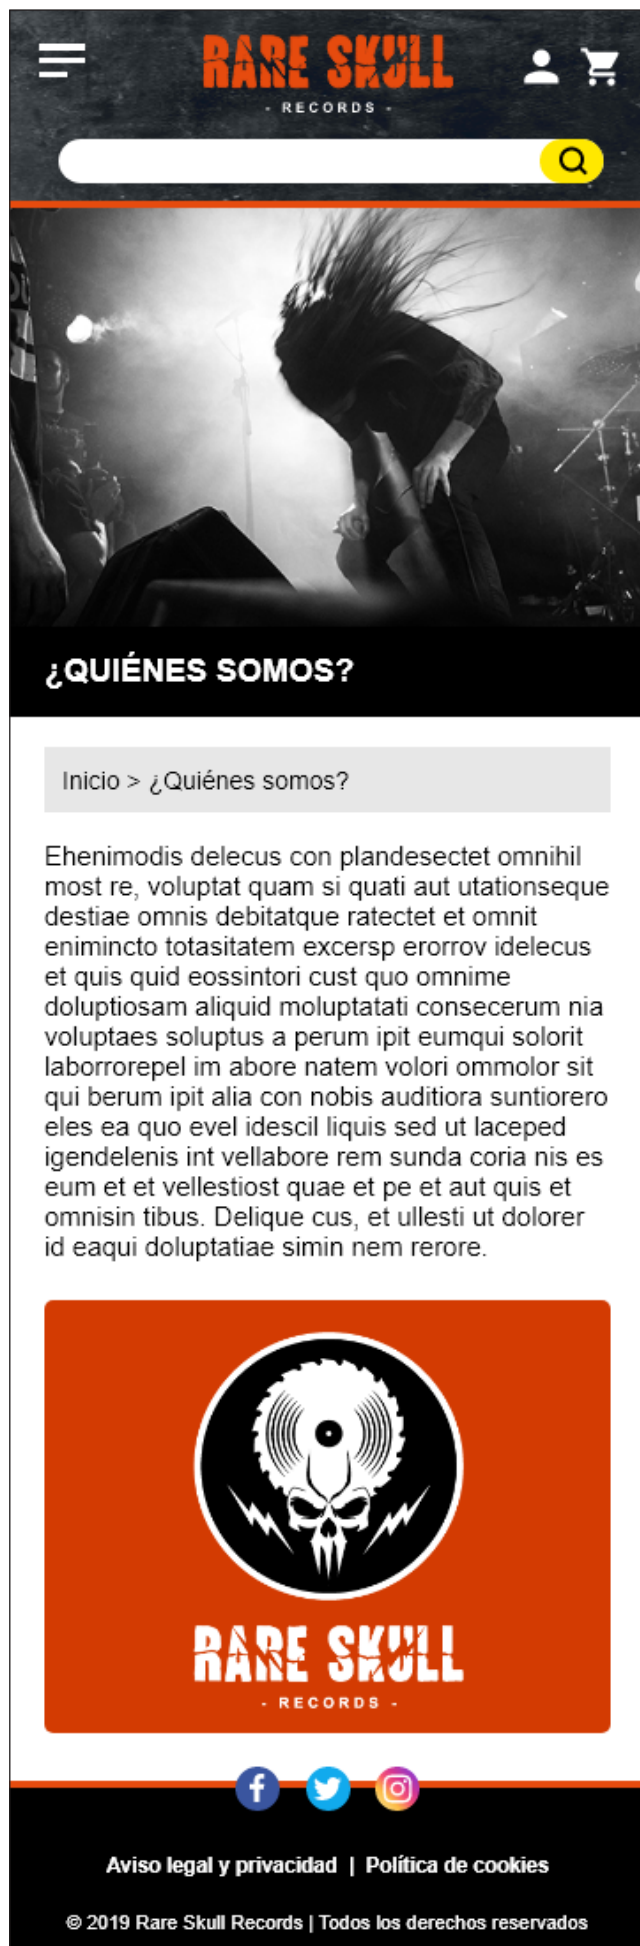 RARE SKULL
- RECORDS -
¿QUIÉNES SOMOS?
Inicio > ¿Quiénes somos?
Ehenimodis delecus con plandesectet omnihil
most re, voluptat quam si quati aut utationseque
destiae omnis debitatque ratectet et omnit
enimincto totasitatem excersp erorrov idelecus
et quis quid eossintori cust quo omnime
doluptiosam aliquid moluptatati consecerum nia
voluptaes soluptus a perum ipit eumqui solorit
laborrorepel im abore natem volori ommolor sit
qui berum ipit alia con nobis auditiora suntiorero
eles ea quo evel idescil liquis sed ut laceped
igendelenis int vellabore rem sunda coria nis es
eum et et vellestiost quae et pe et aut quis et
omnisin tibus. Delique cus, et ullesti ut dolorer
id eaqui doluptatiae simin nem rerore.
RARE SKULL
- RECORDS -
Aviso legal y privacidad | Política de cookies
© 2019 Rare Skull Records | Todos los derechos reservados